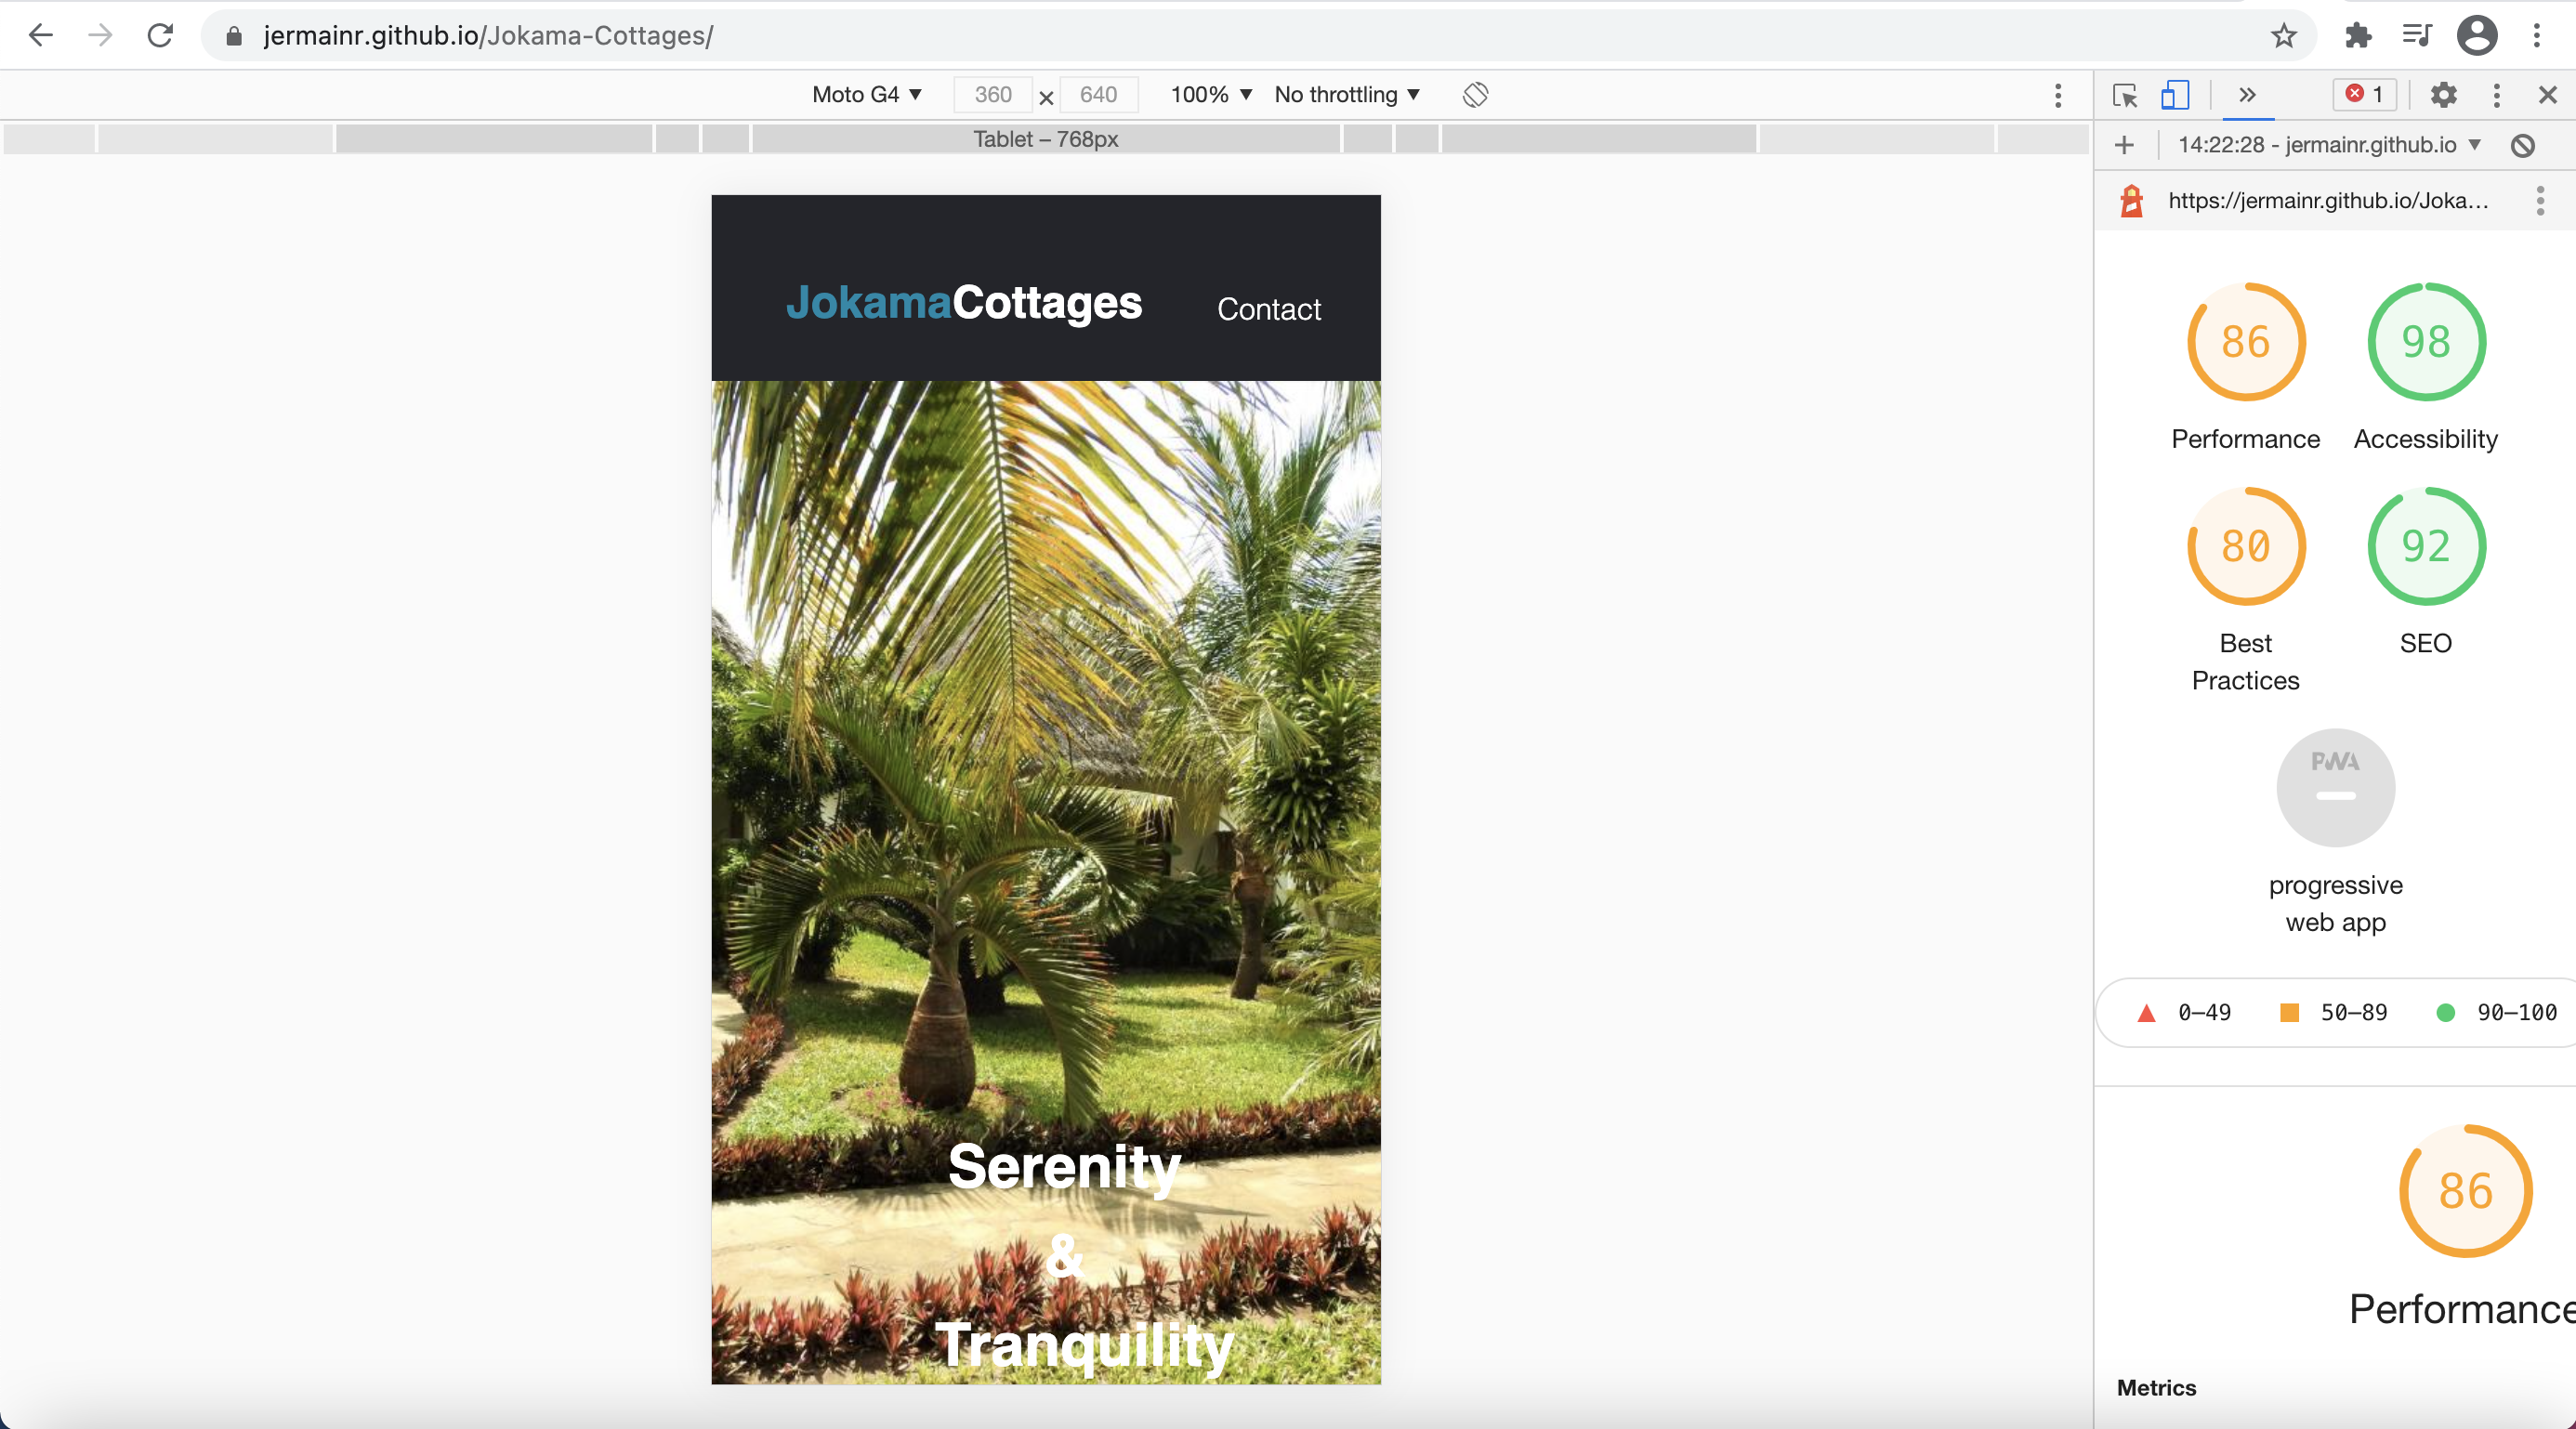 jermainr.github.io/Jokama-Cottages/
Moto G4 ▼ 360 × 640 100% ▼ No throttling ▼
1
Tablet – 768px
14:22:28 - jermainr.github.io ▼
https://jermainr.github.io/Joka…
JokamaCottages Contact
86 98
Performance Accessibility
80 92
Best
Practices
SEO
PWA
progressive
web app
0–49 50–89 90–100
Serenity
&
Tranquility
86
Performance
Metrics